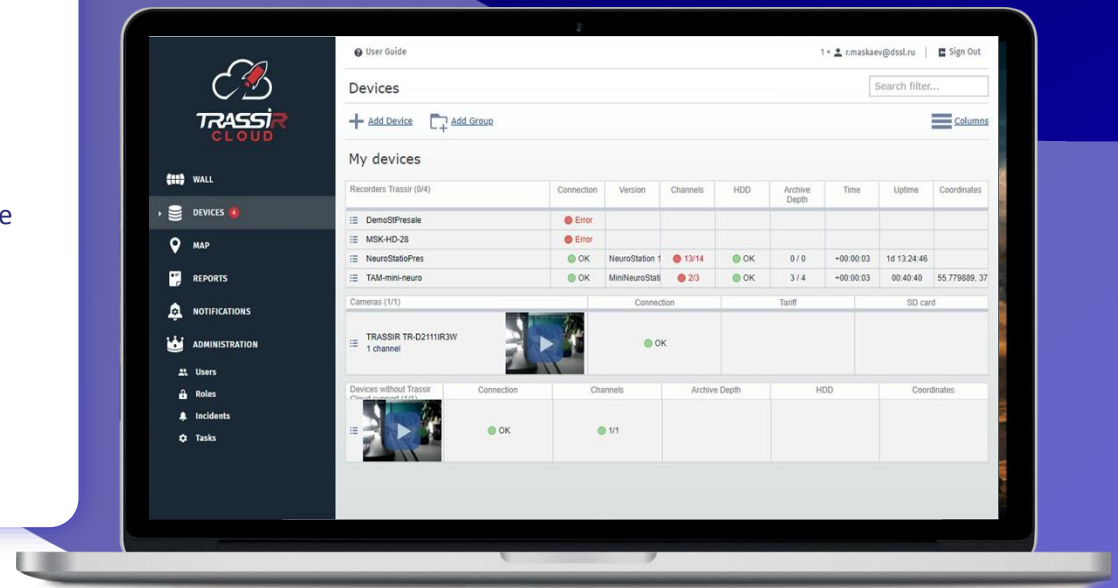 e
User Guide
1 • r.maskaev@dssl.ru | Sign Out
Devices
Search filter...
Add Device Add Group Columns
TRASSIR
CLOUD
WALL
DEVICES 4
MAP
REPORTS
NOTIFICATIONS
ADMINISTRATION
Users
Roles
Incidents
Tasks
My devices
Recorders Trassir (0/4) Connection Version Channels HDD Archive Depth Time Uptime Coordinates
DemoStPresale Error
MSK-HD-28 Error
NeuroStatioPres OK NeuroStation 1 13/14 OK 0 / 0 +00:00:03 1d 13:24:46
TAM-mini-neuro OK MiniNeuroStati 2/3 OK 3 / 4 +00:00:03 00:40:40 55.779889, 37
Cameras (1/1) Connection Tariff SD card
TRASSIR TR-D2111IR3W
1 channel
OK
Devices without Trassir Connection Channels Archive Depth HDD Coordinates
Cloud support (1/1)
OK 1/1